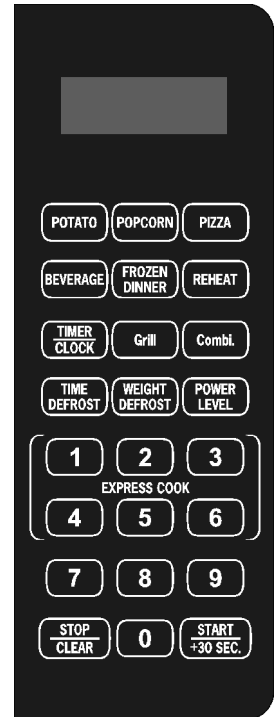 POTATO POPCORN PIZZA
BEVERAGE FROZEN DINNER REHEAT
TIMER CLOCK Grill Combi.
TIME DEFROST WEIGHT DEFROST POWER LEVEL
1 2 3
EXPRESS COOK
4 5 6
7 8 9
STOP CLEAR 0 START +30 SEC.